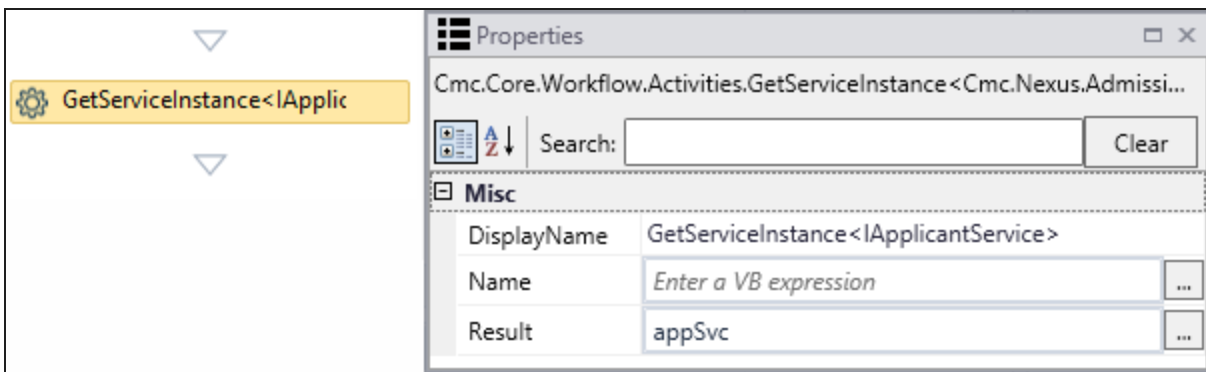 GetServiceInstance<IApplic
Properties
Cmc.Core.Workflow.Activities.GetServiceInstance<Cmc.Nexus.Admissi...
A
Z
Search:
Clear
Misc
DisplayName GetServiceInstance<IApplicantService>
Name Enter a VB expression ...
Result appSvc ...